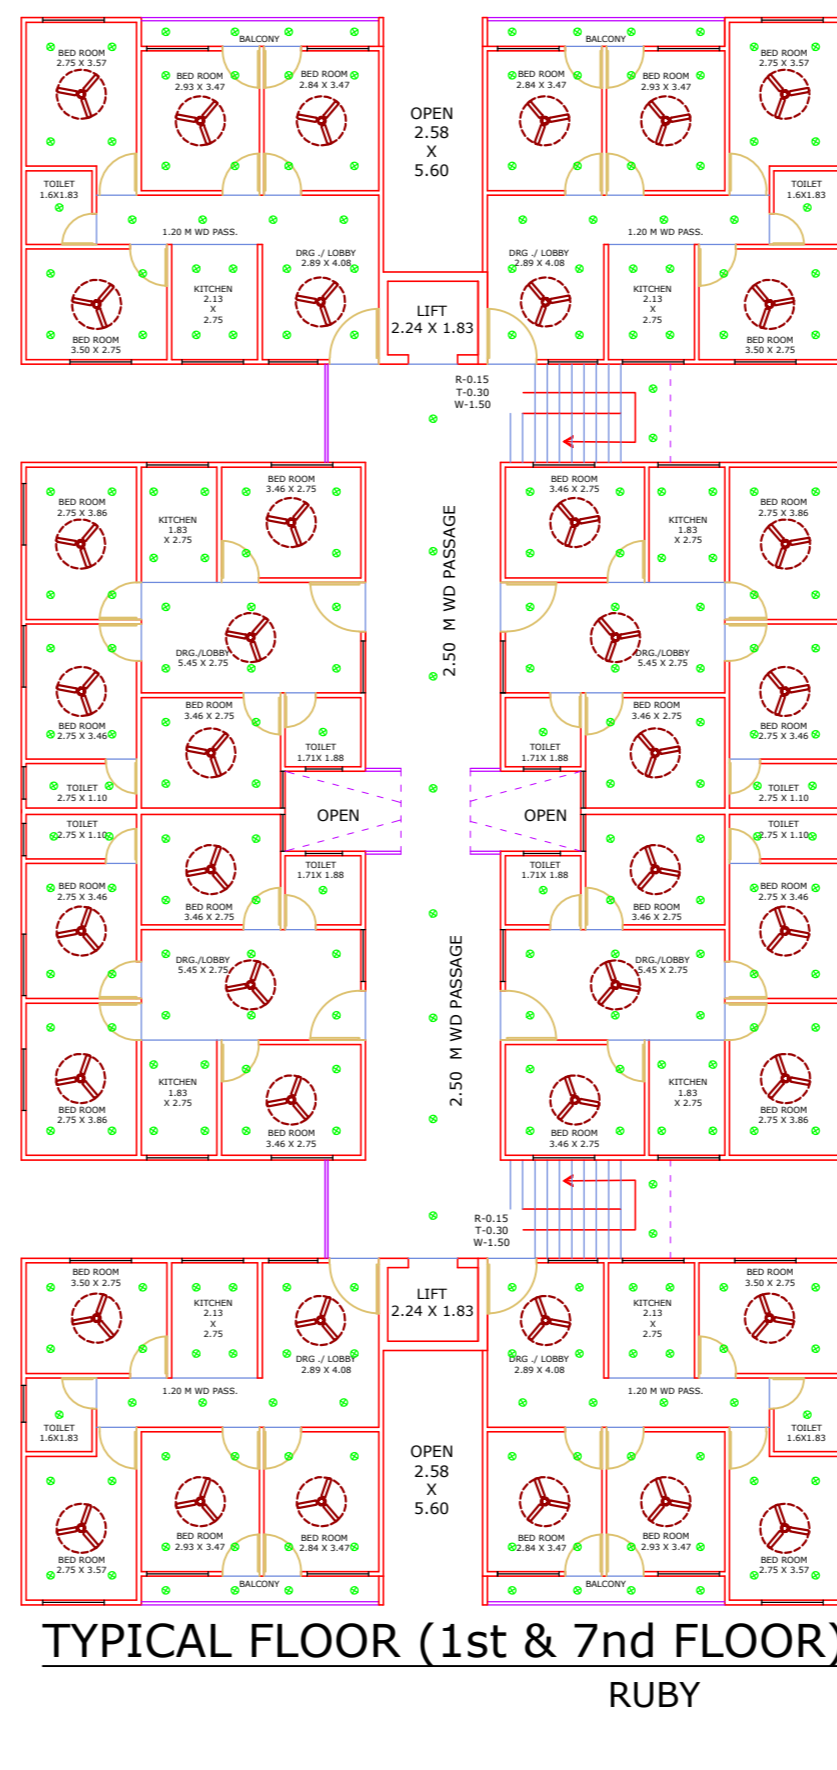 BALCONY
BALCONY
BED ROOM
2.75 X 3.57
BED ROOM
2.93 X 3.47
BED ROOM
2.84 X 3.47
OPEN
2.58
X
5.60
BED ROOM
2.84 X 3.47
BED ROOM
2.93 X 3.47
BED ROOM
2.75 X 3.57
TOILET
1.6X1.83
TOILET
1.6X1.83
1.20 M WD PASS.
1.20 M WD PASS.
DRG ./ LOBBY
2.89 X 4.08
DRG ./ LOBBY
2.89 X 4.08
BED ROOM
3.50 X 2.75
KITCHEN
2.13
X
2.75
LIFT
2.24 X 1.83
KITCHEN
2.13
X
2.75
BED ROOM
3.50 X 2.75
R-0.15
T-0.30
W-1.50
BED ROOM
2.75 X 3.86
KITCHEN
1.83
X 2.75
BED ROOM
3.46 X 2.75
BED ROOM
3.46 X 2.75
KITCHEN
1.83
X 2.75
BED ROOM
2.75 X 3.86
2.50 M WD PASSAGE
DRG./LOBBY
5.45 X 2.75
DRG./LOBBY
5.45 X 2.75
BED ROOM
2.75 X 3.46
BED ROOM
3.46 X 2.75
TOILET
1.71X 1.88
TOILET
1.71X 1.88
BED ROOM
3.46 X 2.75
BED ROOM
2.75 X 3.46
TOILET
2.75 X 1.10
TOILET
2.75 X 1.10
OPEN
OPEN
TOILET
2.75 X 1.10
TOILET
2.75 X 1.10
BED ROOM
2.75 X 3.46
BED ROOM
3.46 X 2.75
TOILET
1.71X 1.88
TOILET
1.71X 1.88
BED ROOM
3.46 X 2.75
BED ROOM
2.75 X 3.46
DRG./LOBBY
5.45 X 2.75
DRG./LOBBY
5.45 X 2.75
2.50 M WD PASSAGE
BED ROOM
2.75 X 3.86
KITCHEN
1.83
X 2.75
BED ROOM
3.46 X 2.75
BED ROOM
3.46 X 2.75
KITCHEN
1.83
X 2.75
BED ROOM
2.75 X 3.86
R-0.15
T-0.30
W-1.50
BED ROOM
3.50 X 2.75
KITCHEN
2.13
X
2.75
LIFT
2.24 X 1.83
KITCHEN
2.13
X
2.75
BED ROOM
3.50 X 2.75
DRG ./ LOBBY
2.89 X 4.08
DRG ./ LOBBY
2.89 X 4.08
1.20 M WD PASS.
1.20 M WD PASS.
TOILET
1.6X1.83
TOILET
1.6X1.83
OPEN
2.58
X
5.60
BED ROOM
2.75 X 3.57
BED ROOM
2.93 X 3.47
BED ROOM
2.84 X 3.47
BED ROOM
2.84 X 3.47
BED ROOM
2.93 X 3.47
BED ROOM
2.75 X 3.57
BALCONY
BALCONY
TYPICAL FLOOR (1st & 7nd FLOOR)
RUBY